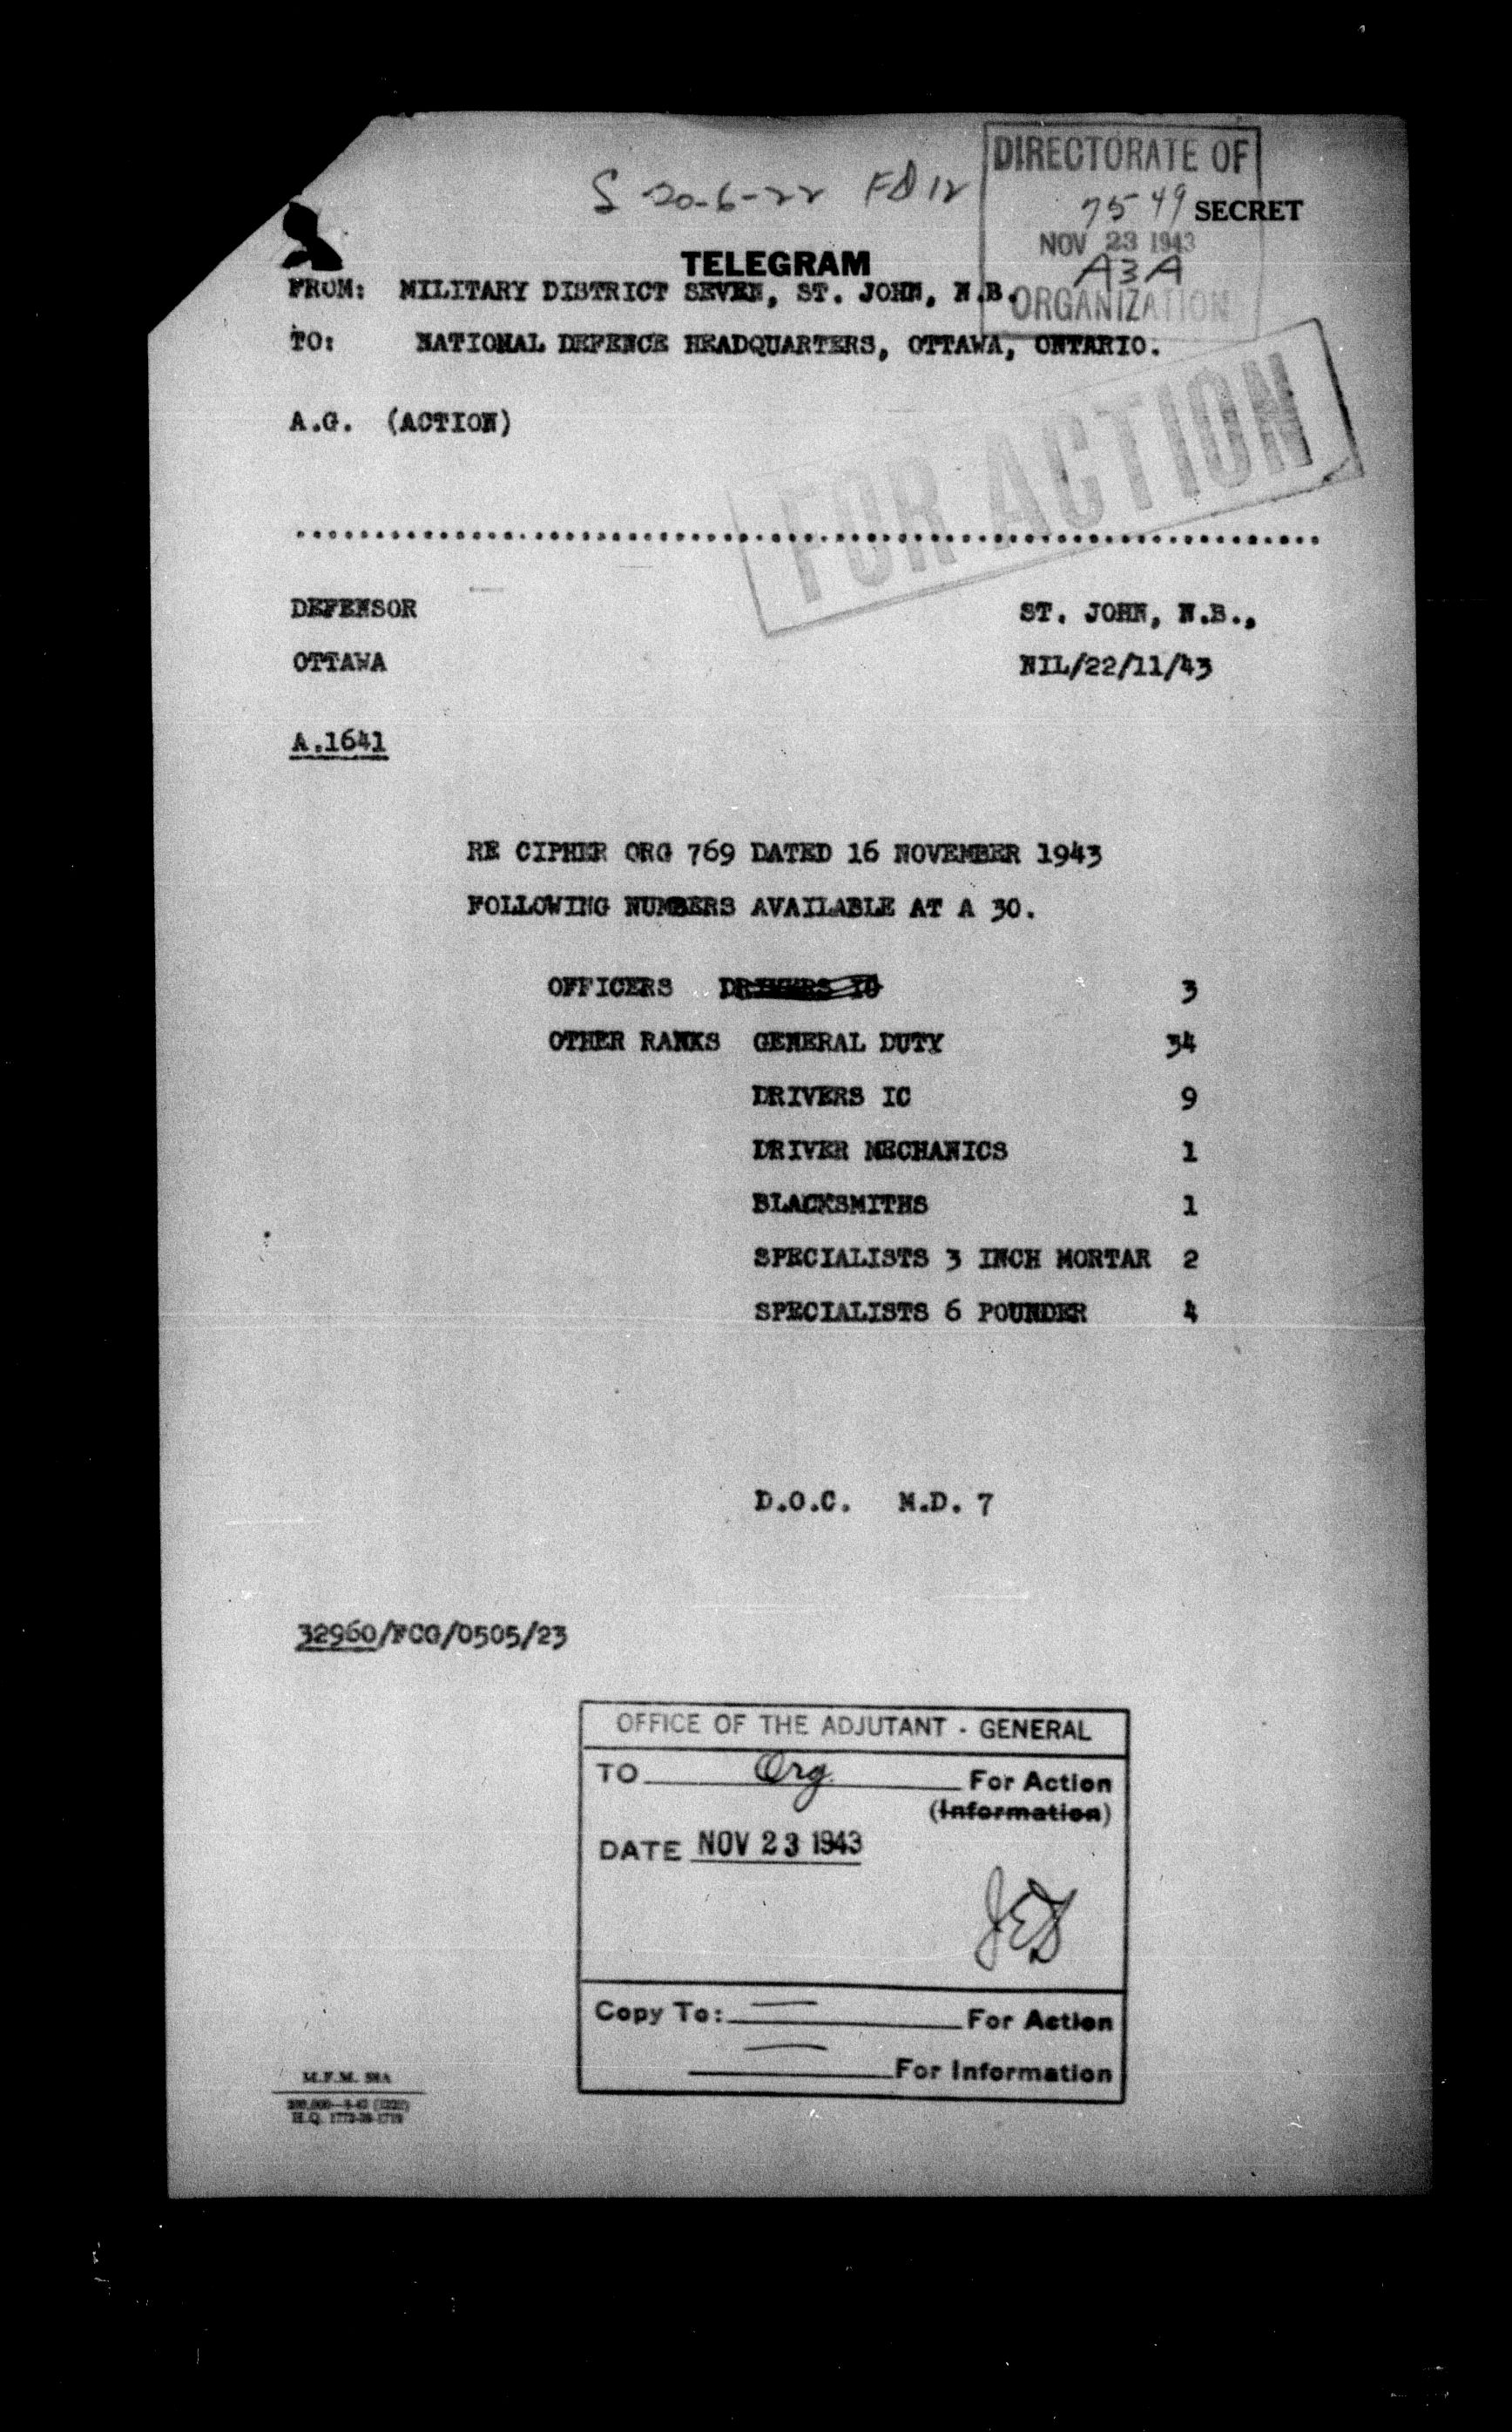 DIRECTORATE OF
S 20-6-22 FD 12
7549 SECRET
NOV 23 1943
TELEGRAM
A3A
FROM: MILITARY DISTRICT SEVEN, ST. JOHN, N.B.
ORGANIZATION
TO: NATIONAL DEFENCE HEADQUARTERS, OTTAWA, ONTARIO.
A.G. (ACTION)
FOR ACTION
DEFENSOR ST. JOHN, N.B.,
OTTAWA NIL/22/11/43
A.1641
RE CIPHER ORG 769 DATED 16 NOVEMBER 1943
FOLLOWING NUMBERS AVAILABLE AT A 30.
OFFICERS DRIVERS IC 3
OTHER RANKS GENERAL DUTY 34
DRIVERS IC 9
DRIVER MECHANICS 1
BLACKSMITHS 1
SPECIALISTS 3 INCH MORTAR 2
SPECIALISTS 6 POUNDER 4
D.O.C. M.D. 7
32960/FCG/0505/23
OFFICE OF THE ADJUTANT - GENERAL
TO Org For Action
(Information)
DATE NOV 23 1943
Copy To: For Action
For Information
M.F.M.
H.Q.